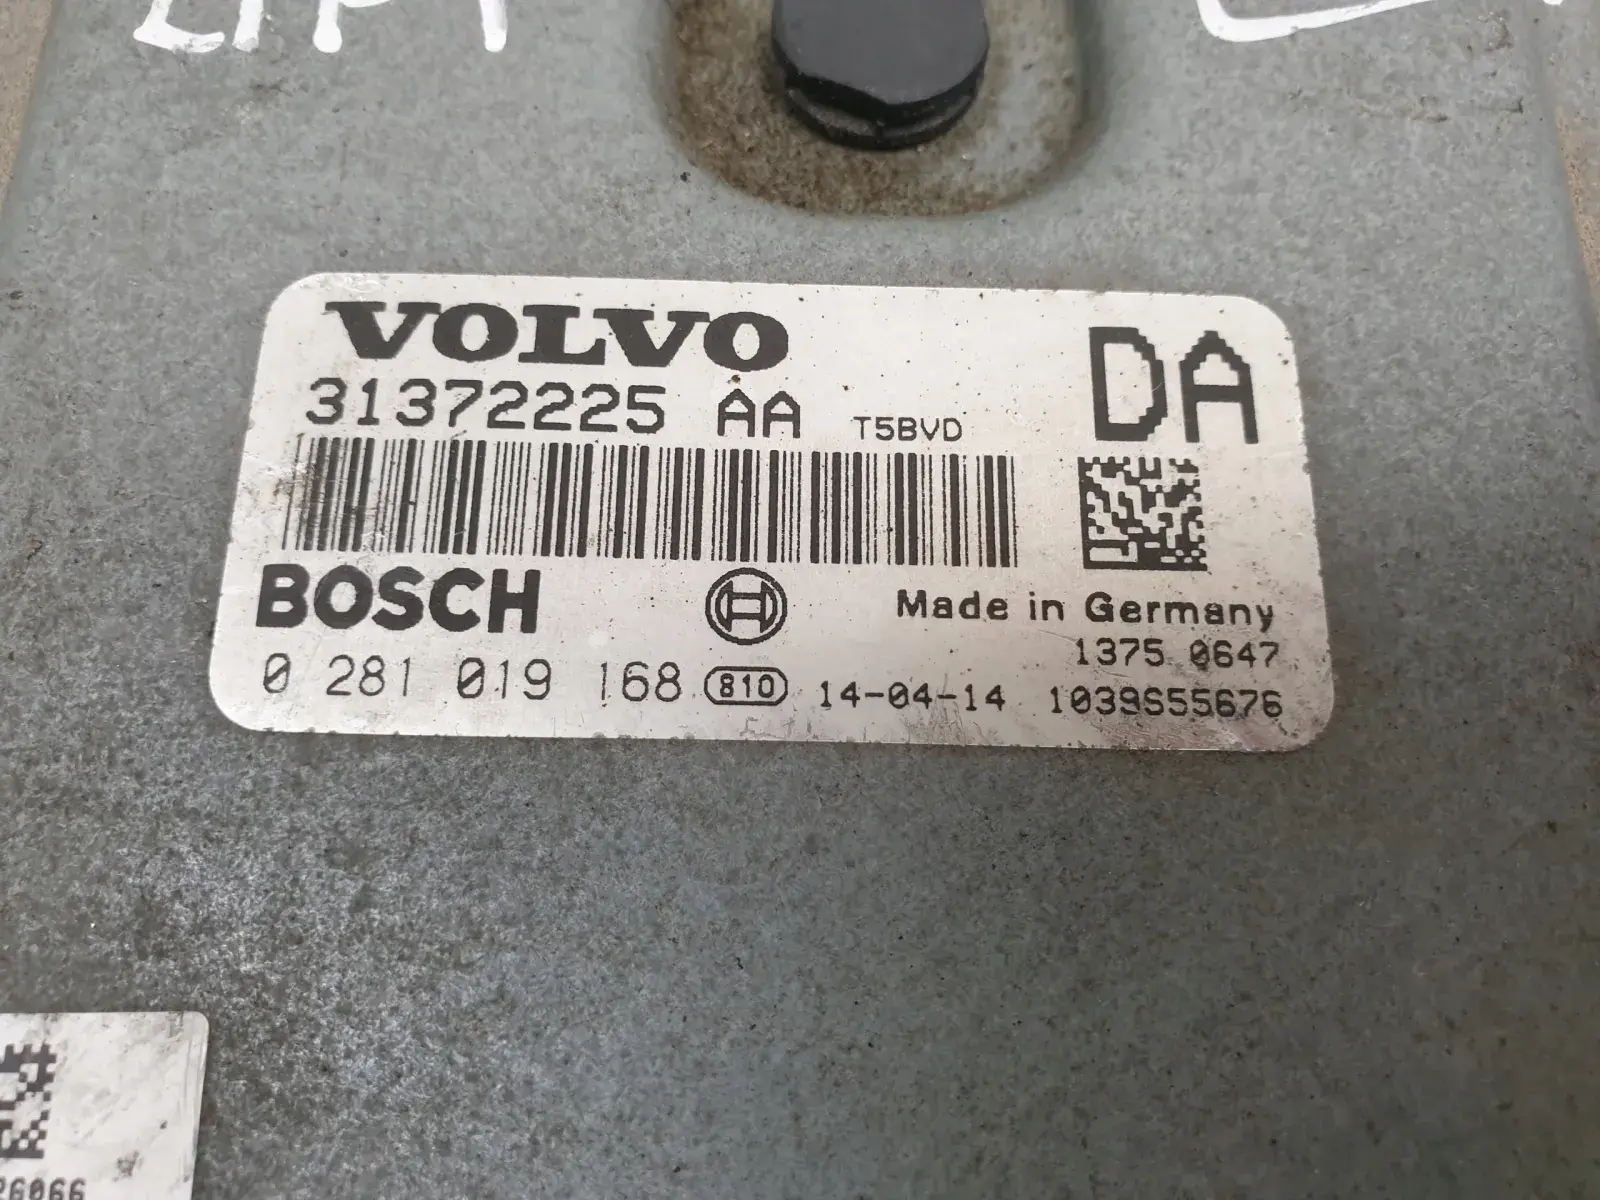 VOLVO
31372225 AA T5BVD
DA
BOSCH
Made in Germany
1375 0647
0 281 019 168 810 14-04-14 1039S55676
26066